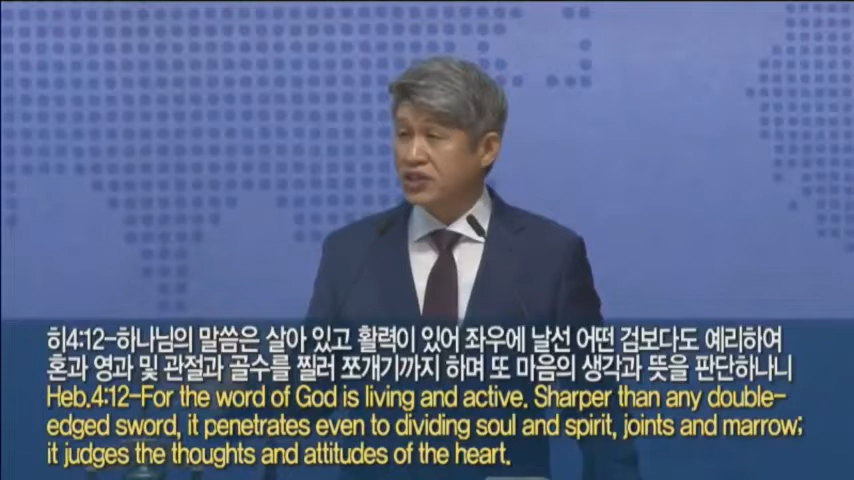 히4:12-하나님의 말씀은 살아 있고 활력이 있어 좌우에 날선 어떤 검보다도 예리하여
혼과 영과 및 관절과 골수를 찔러 쪼개기까지 하며 또 마음의 생각과 뜻을 판단하나니
Heb.4:12-For the word of God is living and active. Sharper than any double-
edged sword, it penetrates even to dividing soul and spirit, joints and marrow;
it judges the thoughts and attitudes of the heart.